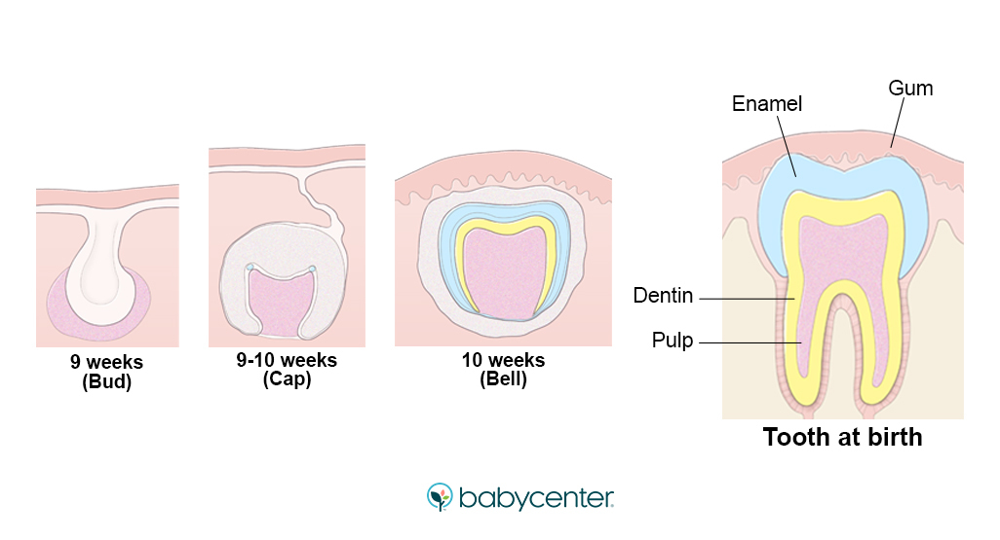 Gum
Enamel
Dentin
Pulp
9 weeks
(Bud)
9-10 weeks
(Cap)
10 weeks
(Bell)
Tooth at birth
babycenter.